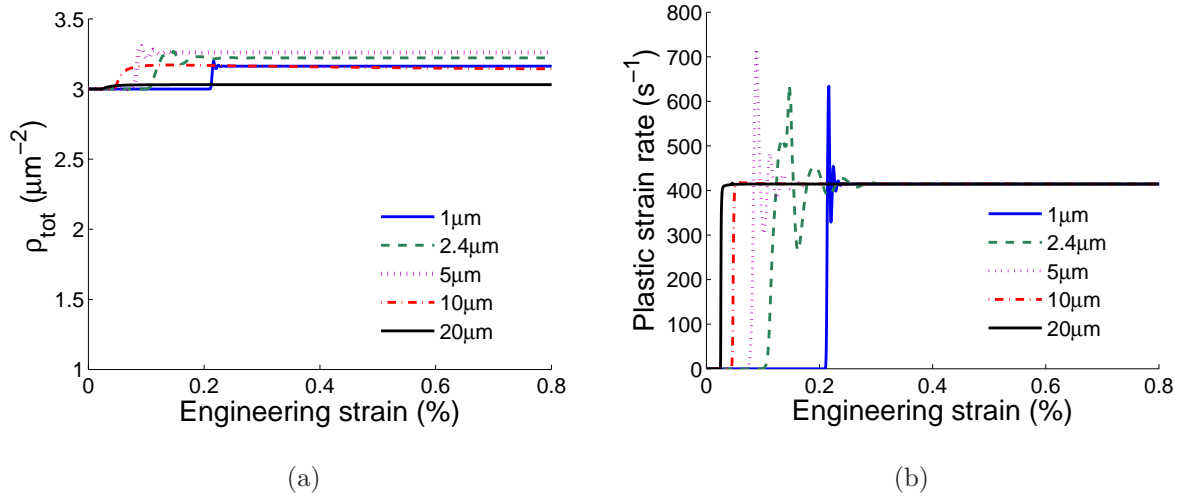 3.5
3
2.5
2
1.5
1
ρtot (μm−2)
1μm
2.4μm
5μm
10μm
20μm
0 0.2 0.4 0.6 0.8
Engineering strain (%)
(a)
800
700
600
500
400
300
200
100
0
Plastic strain rate (s−1)
1μm
2.4μm
5μm
10μm
20μm
0 0.2 0.4 0.6 0.8
Engineering strain (%)
(b)